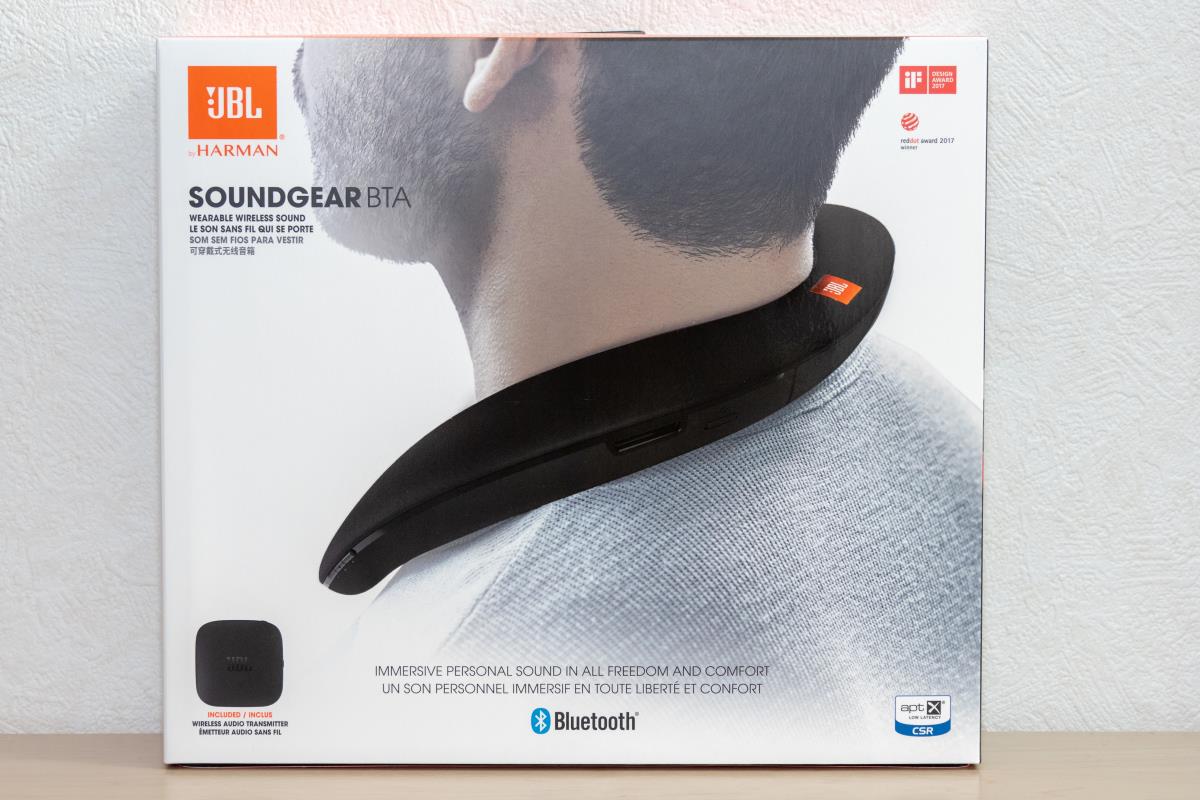 JBL
by HARMAN
SOUNDGEAR BTA
WEARABLE WIRELESS SOUND
LE SON SANS FIL QUI SE PORTE
SOM SEM FIOS PARA VESTIR
可穿戴式无线音箱
iF DESIGN AWARD 2017
reddot award 2017
winner
JBL
JBL
INCLUDED / INCLUS
WIRELESS AUDIO TRANSMITTER
ÉMETTEUR AUDIO SANS FIL
IMMERSIVE PERSONAL SOUND IN ALL FREEDOM AND COMFORT
UN SON PERSONNEL IMMERSIF EN TOUTE LIBERTÉ ET CONFORT
Bluetooth®
aptX®
LOW LATENCY
CSR